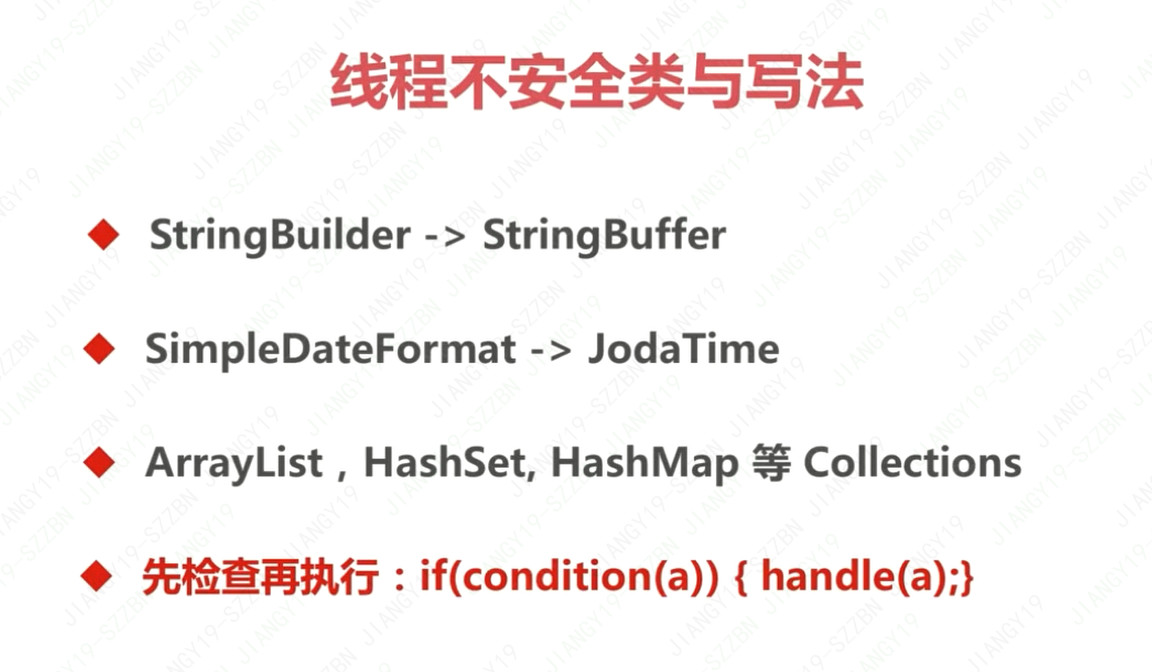 线程不安全类与写法
StringBuilder -> StringBuffer
SimpleDateFormat -> JodaTime
ArrayList , HashSet, HashMap 等 Collections
先检查再执行：if(condition(a)) { handle(a);}
JIANGY19-SZZBN